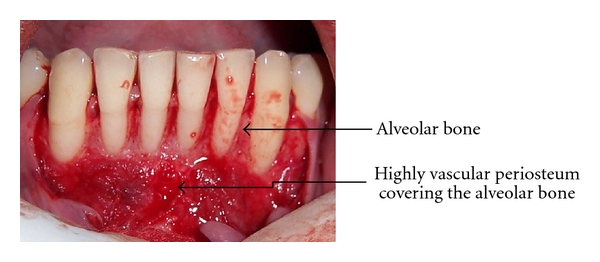 Alveolar bone
Highly vascular periosteum
covering the alveolar bone